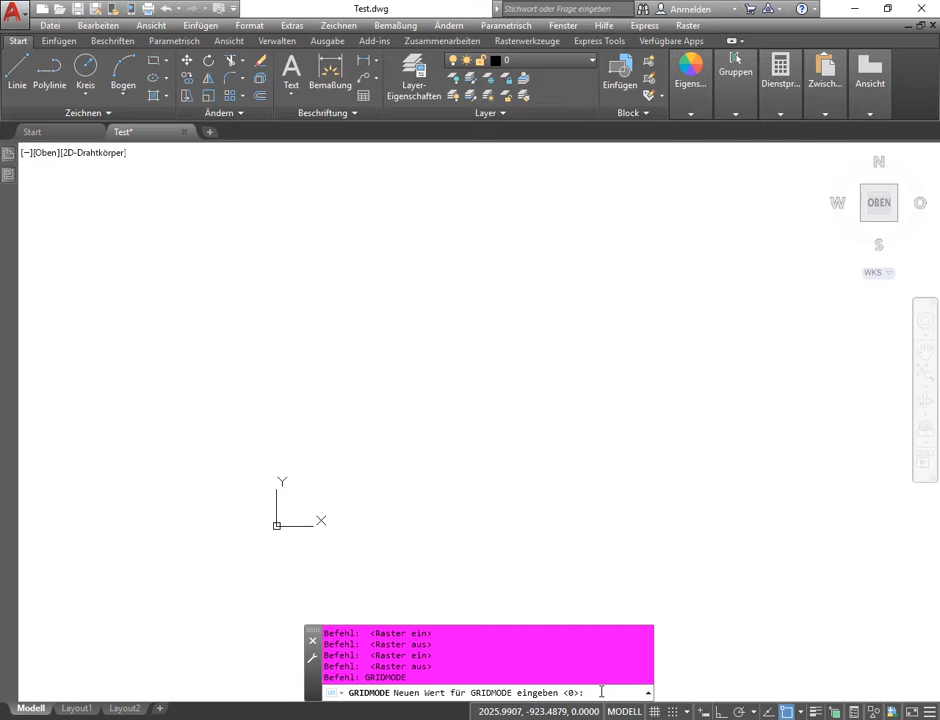 Test.dwg
Stichwort oder Frage eingeben
Anmelden
Datei Bearbeiten Ansicht Einfügen Format Extras Zeichnen Bemaßung Ändern Parametrisch Fenster Hilfe Express Raster
Start Einfügen Beschriften Parametrisch Ansicht Verwalten Ausgabe Add-ins Zusammenarbeiten Rasterwerkzeuge Express Tools Verfügbare Apps
0
Linie Polylinie Kreis Bogen Text Bemaßung Layer-Eigenschaften Einfügen Eigens... Gruppen Dienstpr... Zwisch... Ansicht
Zeichnen Ändern Beschriftung Layer Block
Start Test*
[−][Oben][2D-Drahtkörper]
N
W OBEN O
S
WKS
Y
X
Befehl: <Raster ein>
Befehl: <Raster aus>
Befehl: <Raster ein>
Befehl: <Raster aus>
Befehl: GRIDMODE
GRIDMODE Neuen Wert für GRIDMODE eingeben <0>:
Modell Layout1 Layout2
2025.9907, -923.4879, 0.0000 MODELL